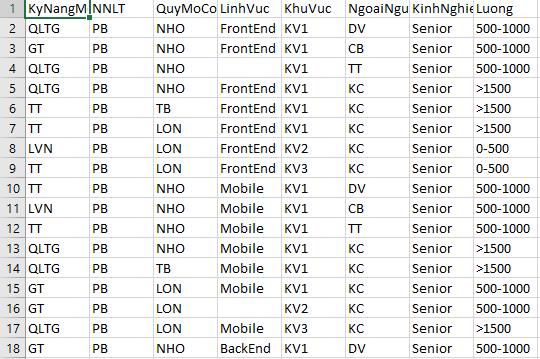 1 KyNangM NNLT QuyMoCo LinhVuc KhuVuc NgoaiNgu KinhNghie Luong
2 QLTG PB NHO FrontEnd KV1 DV Senior 500-1000
3 GT PB NHO FrontEnd KV1 CB Senior 500-1000
4 QLTG PB NHO KV1 TT Senior 500-1000
5 QLTG PB NHO FrontEnd KV1 KC Senior >1500
6 TT PB TB FrontEnd KV1 KC Senior >1500
7 TT PB LON FrontEnd KV1 KC Senior >1500
8 LVN PB LON FrontEnd KV2 KC Senior 0-500
9 TT PB LON FrontEnd KV3 KC Senior 0-500
10 TT PB NHO Mobile KV1 DV Senior 500-1000
11 LVN PB NHO Mobile KV1 CB Senior 500-1000
12 TT PB NHO Mobile KV1 TT Senior 500-1000
13 QLTG PB NHO Mobile KV1 KC Senior >1500
14 QLTG PB TB Mobile KV1 KC Senior >1500
15 GT PB LON Mobile KV1 KC Senior 500-1000
16 GT PB LON KV2 KC Senior 500-1000
17 QLTG PB LON Mobile KV3 KC Senior >1500
18 GT PB NHO BackEnd KV1 DV Senior 500-1000